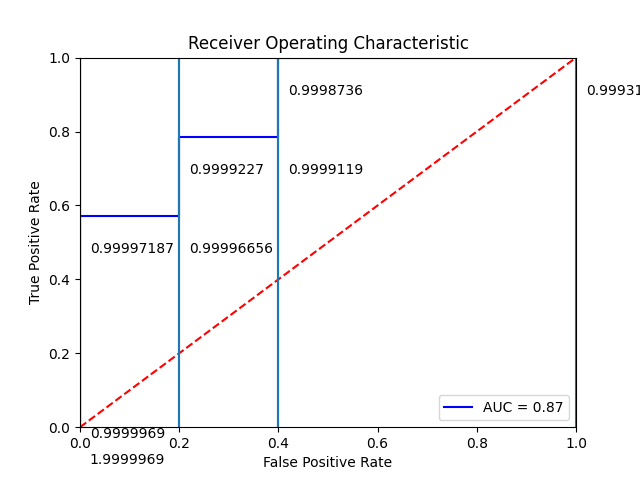 Receiver Operating Characteristic
1.0
0.9998736
0.99931
0.8
0.9999227
0.9999119
0.6
0.99997187
0.99996656
True Positive Rate
0.4
0.2
AUC = 0.87
0.0
0.9999969
0.0 0.2 0.4 0.6 0.8 1.0
1.9999969
False Positive Rate